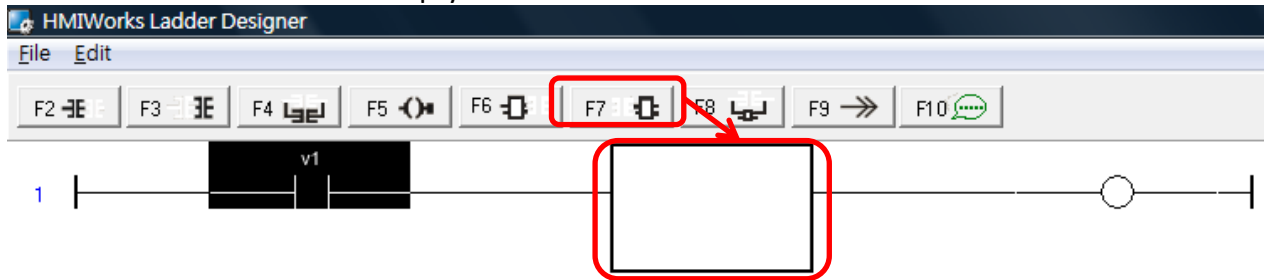 HMIWorks Ladder Designer
File Edit
F2 F3 F4 F5 F6 F7 F8 F9 F10
v1
1